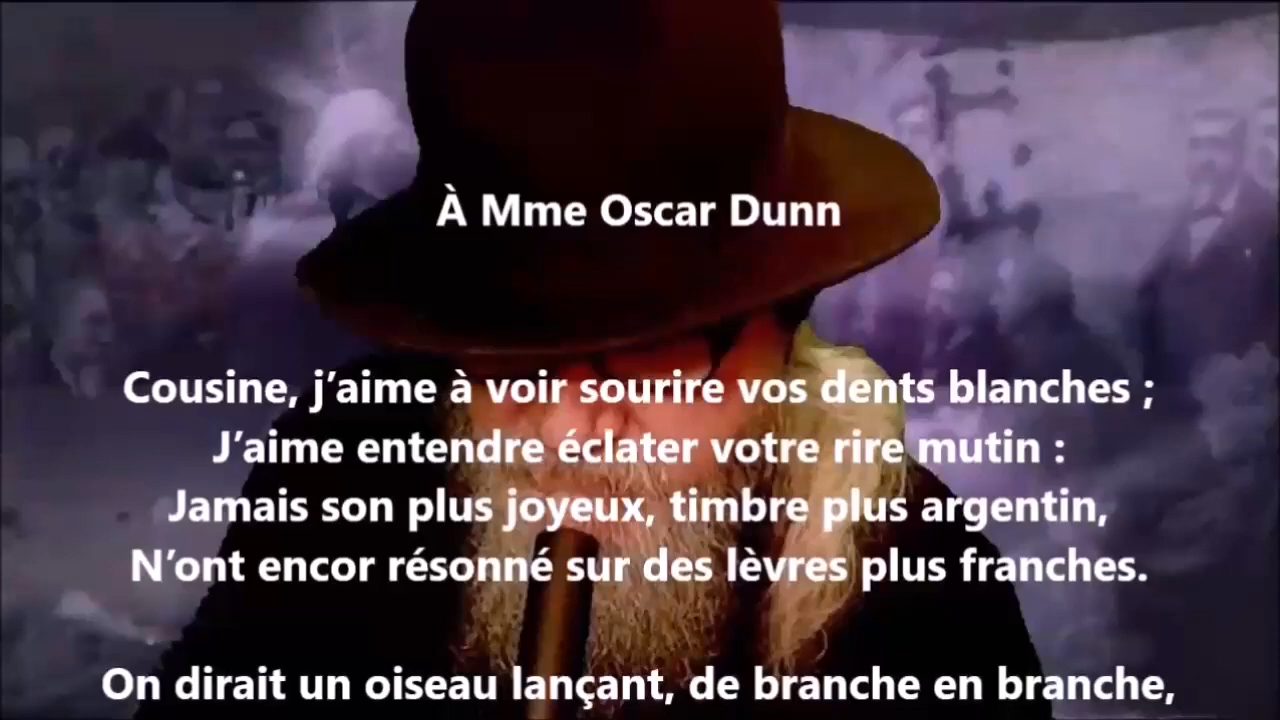 À Mme Oscar Dunn
Cousine, j’aime à voir sourire vos dents blanches ;
J’aime entendre éclater votre rire mutin :
Jamais son plus joyeux, timbre plus argentin,
N’ont encor résonné sur des lèvres plus franches.
On dirait un oiseau lançant, de branche en branche,